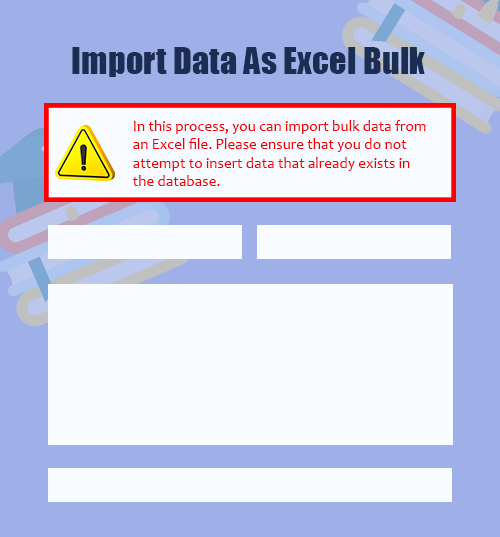 Import Data As Excel Bulk
In this process, you can import bulk data from
an Excel file. Please ensure that you do not
attempt to insert data that already exists in
the database.